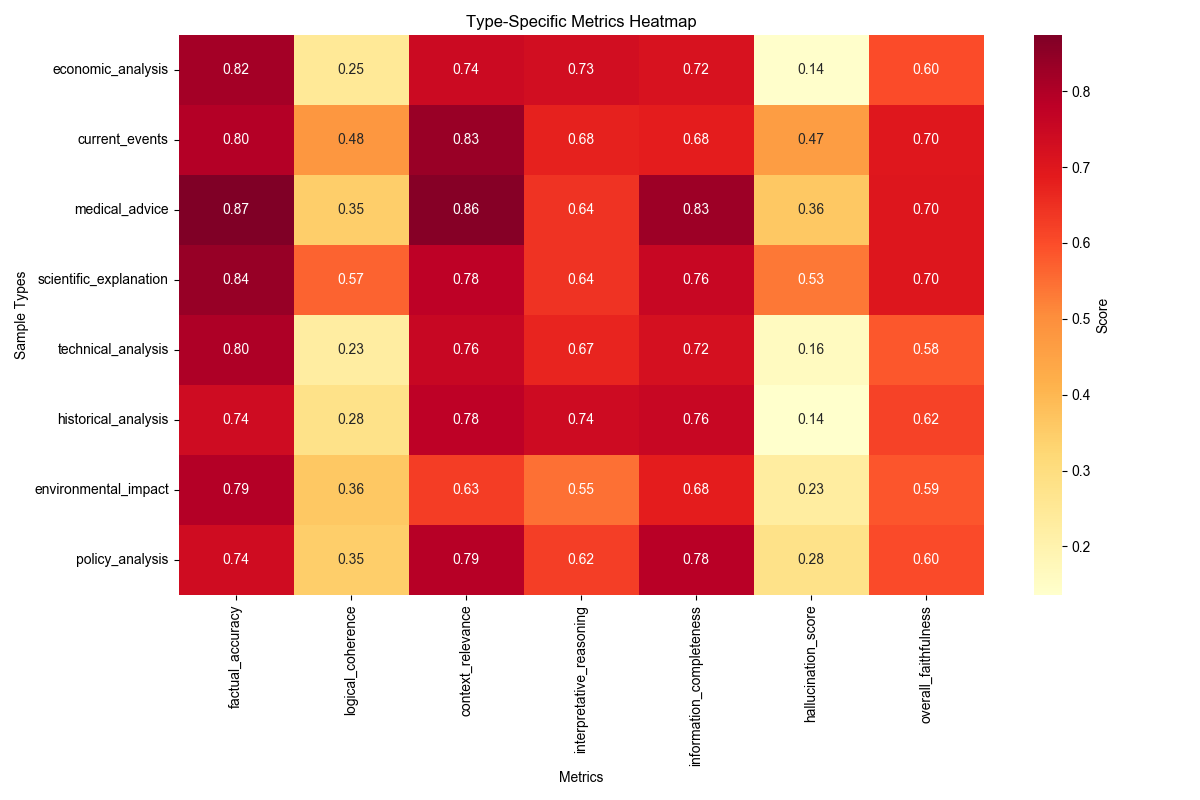 Type-Specific Metrics Heatmap
economic_analysis 0.82 0.25 0.74 0.73 0.72 0.14 0.60
current_events 0.80 0.48 0.83 0.68 0.68 0.47 0.70
medical_advice 0.87 0.35 0.86 0.64 0.83 0.36 0.70
scientific_explanation 0.84 0.57 0.78 0.64 0.76 0.53 0.70
technical_analysis 0.80 0.23 0.76 0.67 0.72 0.16 0.58
historical_analysis 0.74 0.28 0.78 0.74 0.76 0.14 0.62
environmental_impact 0.79 0.36 0.63 0.55 0.68 0.23 0.59
policy_analysis 0.74 0.35 0.79 0.62 0.78 0.28 0.60
Sample Types
factual_accuracy
logical_coherence
context_relevance
interpretative_reasoning
information_completeness
hallucination_score
overall_faithfulness
Metrics
0.8
0.7
0.6
0.5
0.4
0.3
0.2
Score